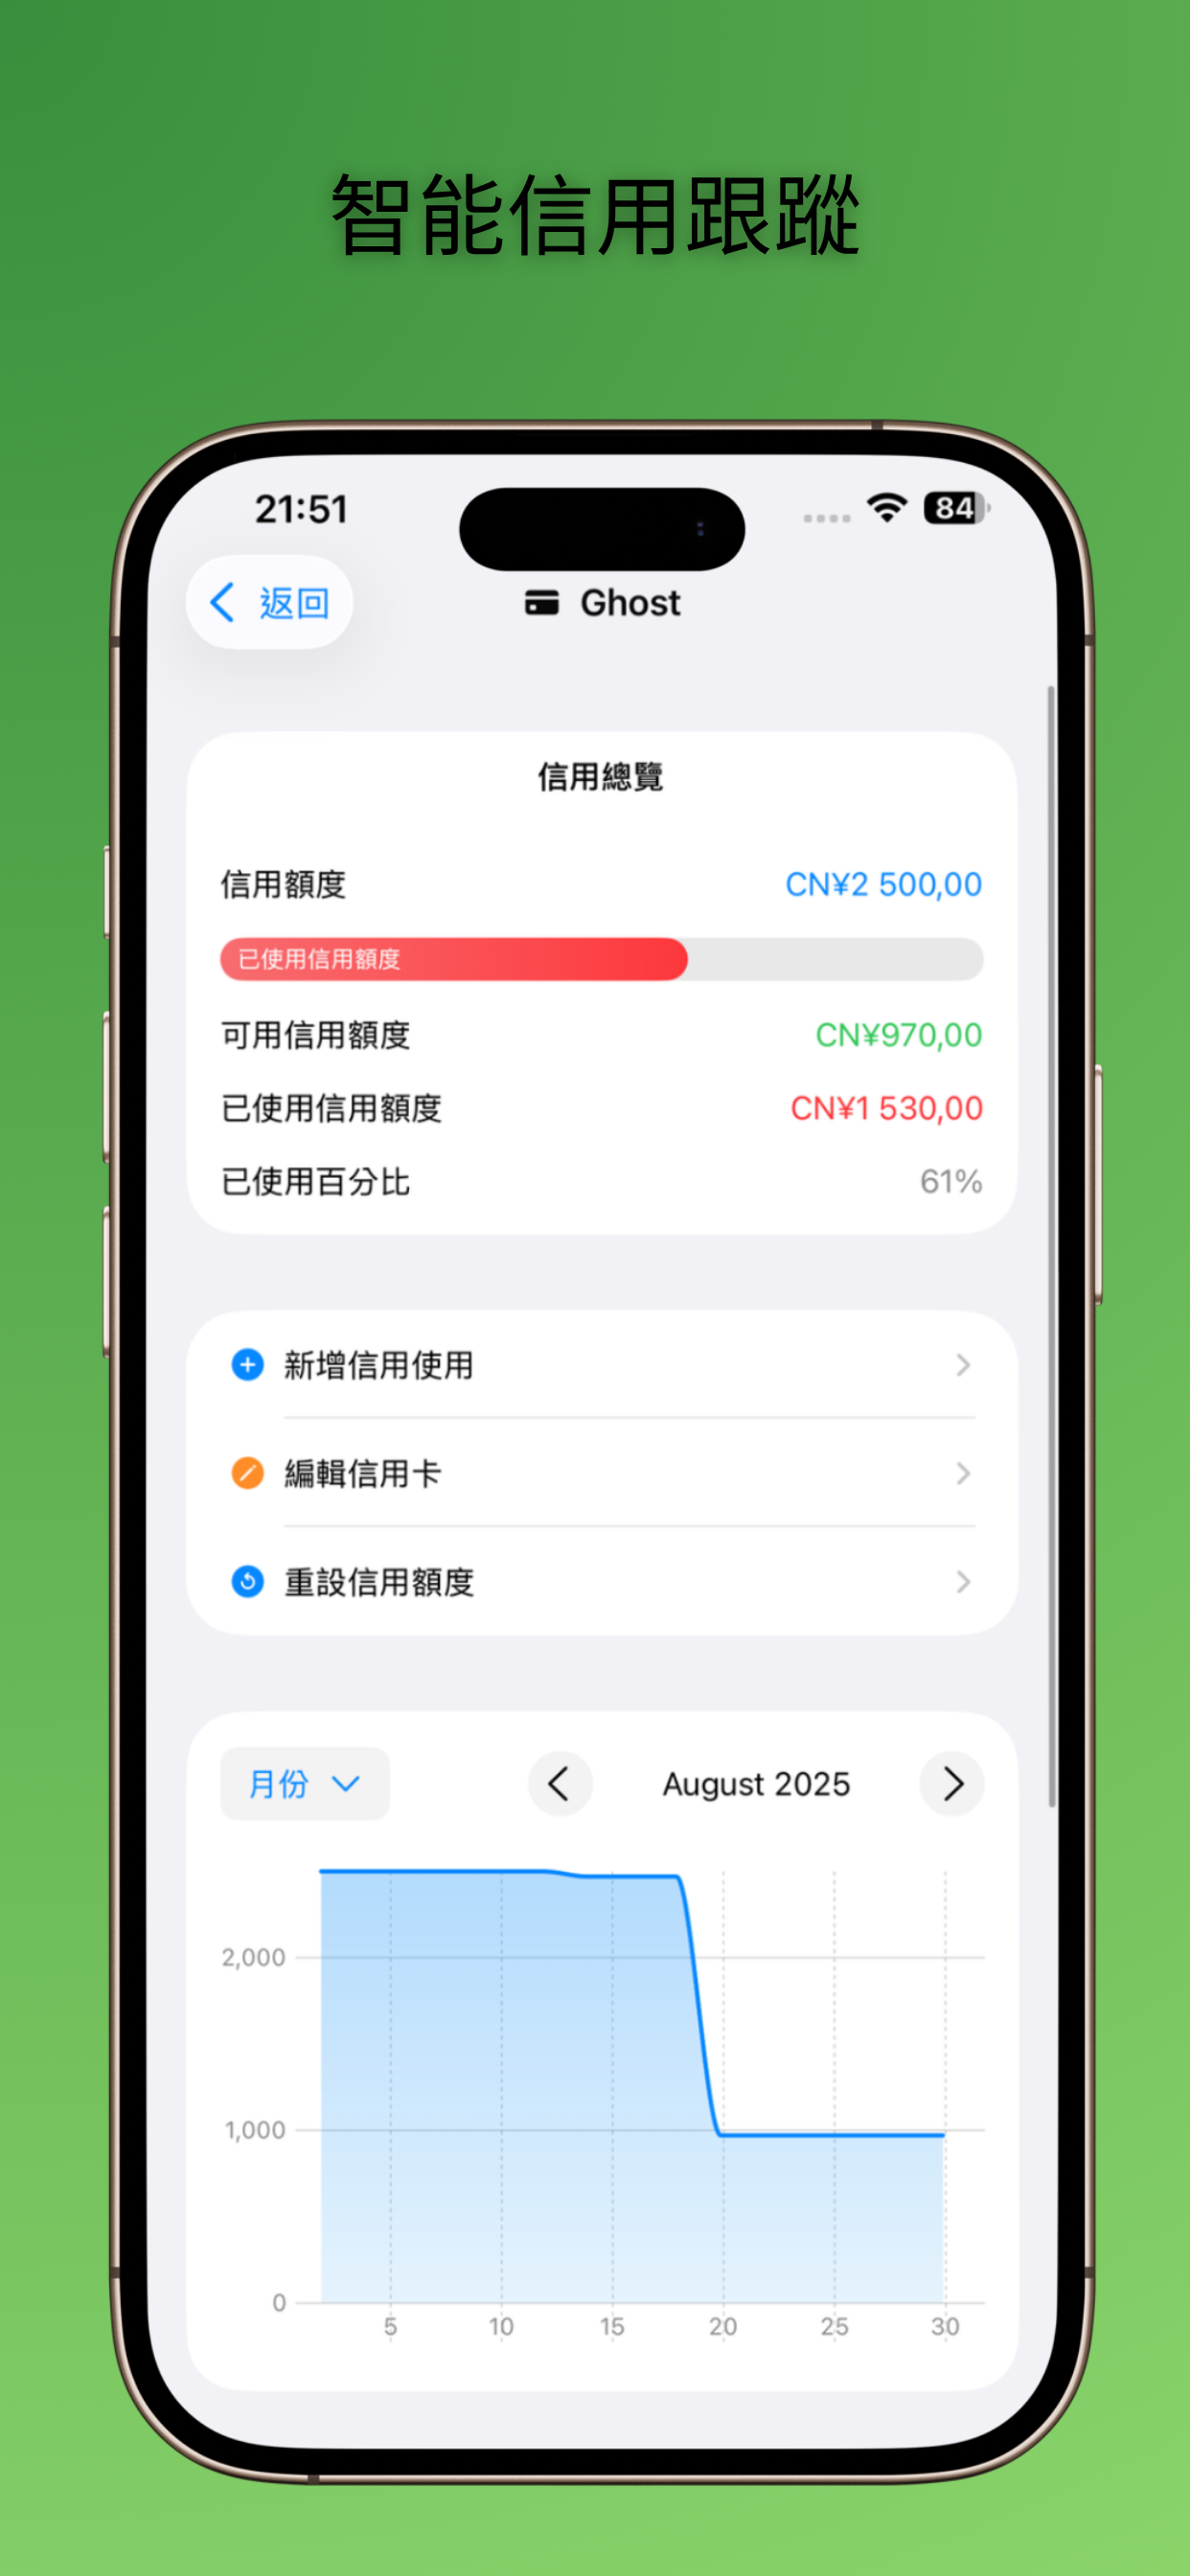 智能信用跟蹤
21:51
84
返回
Ghost
信用總覽
信用額度 CN¥2 500,00
已使用信用額度
可用信用額度 CN¥970,00
已使用信用額度 CN¥1 530,00
已使用百分比 61%
新增信用使用
編輯信用卡
重設信用額度
月份 August 2025
2,000
1,000
0
5 10 15 20 25 30